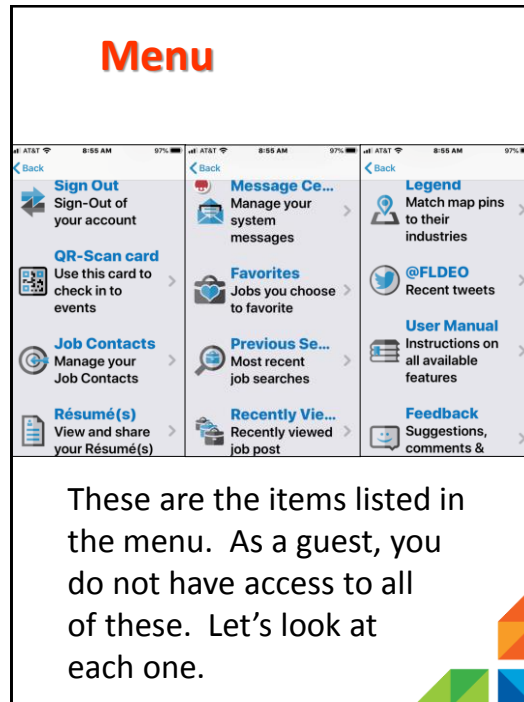 Menu
AT&T 8:55 AM 97%
Back
Sign Out
Sign-Out of
your account
QR-Scan card
Use this card to
check in to
events
Job Contacts
Manage your
Job Contacts
Résumé(s)
View and share
your Résumé(s)
AT&T 8:55 AM 97%
Back
Message Ce...
Manage your
system
messages
Favorites
Jobs you choose
to favorite
Previous Se...
Most recent
job searches
Recently Vie...
Recently viewed
job post
AT&T 8:55 AM 97%
Back
Legend
Match map pins
to their
industries
@FLDEO
Recent tweets
User Manual
Instructions on
all available
features
Feedback
Suggestions,
comments &
These are the items listed in
the menu.  As a guest, you
do not have access to all
of these.  Let’s look at
each one.